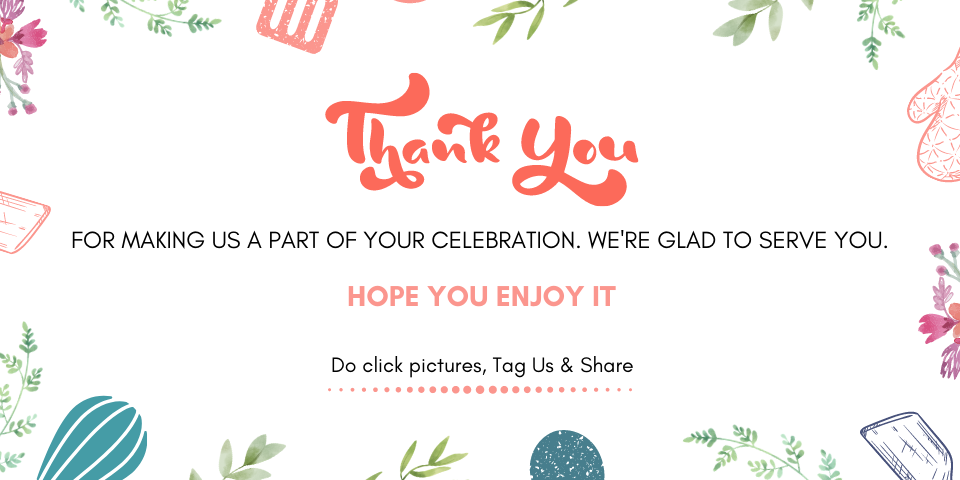 Thank You
FOR MAKING US A PART OF YOUR CELEBRATION. WE'RE GLAD TO SERVE YOU.
HOPE YOU ENJOY IT
Do click pictures, Tag Us & Share